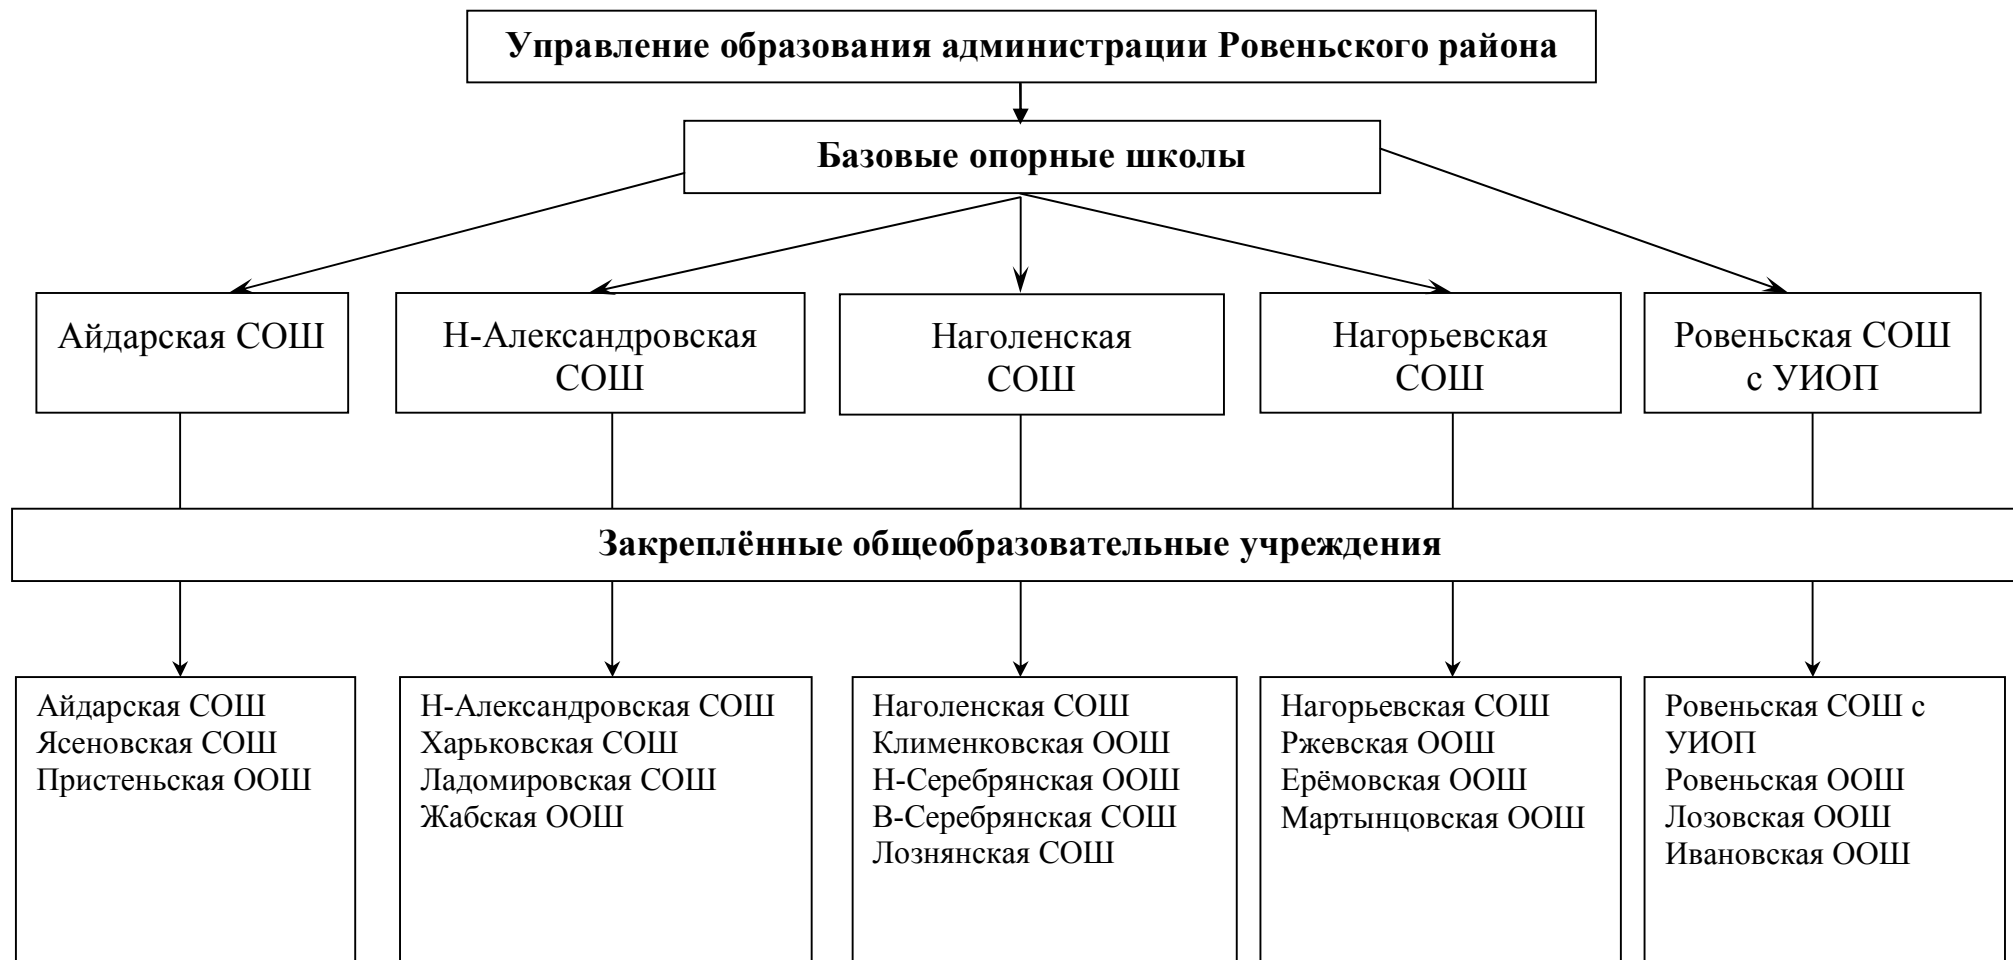 Управление образования администрации Ровеньского района
Базовые опорные школы
Айдарская СОШ
Н-Александровская
СОШ
Наголенская
СОШ
Нагорьевская
СОШ
Ровеньская СОШ
с УИОП
Закреплённые общеобразовательные учреждения
Айдарская СОШ
Ясеновская СОШ
Пристеньская ООШ
Н-Александровская СОШ
Харьковская СОШ
Ладомировская СОШ
Жабская ООШ
Наголенская СОШ
Клименковская ООШ
Н-Серебрянская ООШ
В-Серебрянская СОШ
Лознянская СОШ
Нагорьевская СОШ
Ржевская ООШ
Ерёмовская ООШ
Мартынцовская ООШ
Ровеньская СОШ с
УИОП
Ровеньская ООШ
Лозовская ООШ
Ивановская ООШ